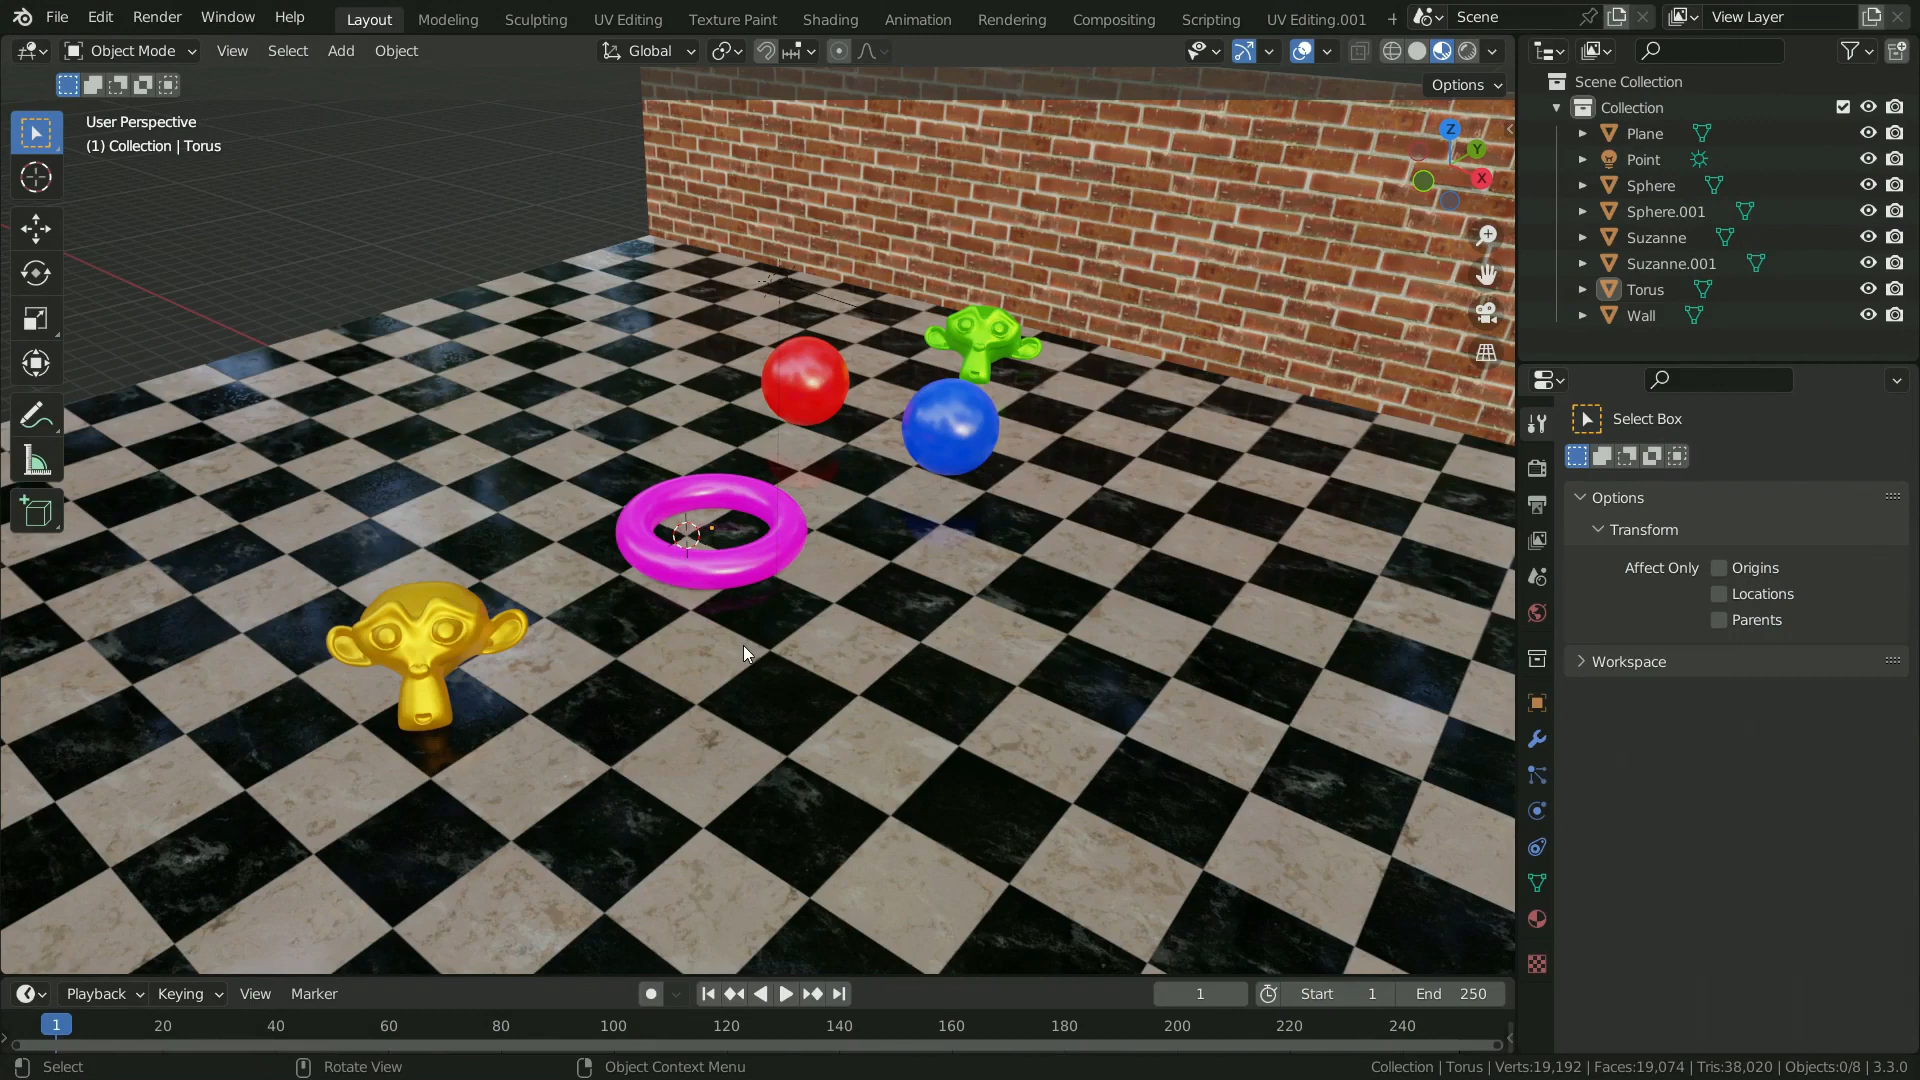 File Edit Render Window Help Layout Modeling Sculpting UV Editing Texture Paint Shading Animation Rendering Compositing Scripting UV Editing.001 + Scene View Layer
Object Mode View Select Add Object Global
Options
User Perspective
(1) Collection | Torus
Z
Y
X
Scene Collection
Collection
Plane
Point
Sphere
Sphere.001
Suzanne
Suzanne.001
Torus
Wall
Select Box
Options
Transform
Affect Only Origins
Locations
Parents
Workspace
Playback Keying View Marker 1 Start 1 End 250
1 20 40 60 80 100 120 140 160 180 200 220 240
Select Rotate View Object Context Menu Collection | Torus | Verts:19,192 | Faces:19,074 | Tris:38,020 | Objects:0/8 | 3.3.0